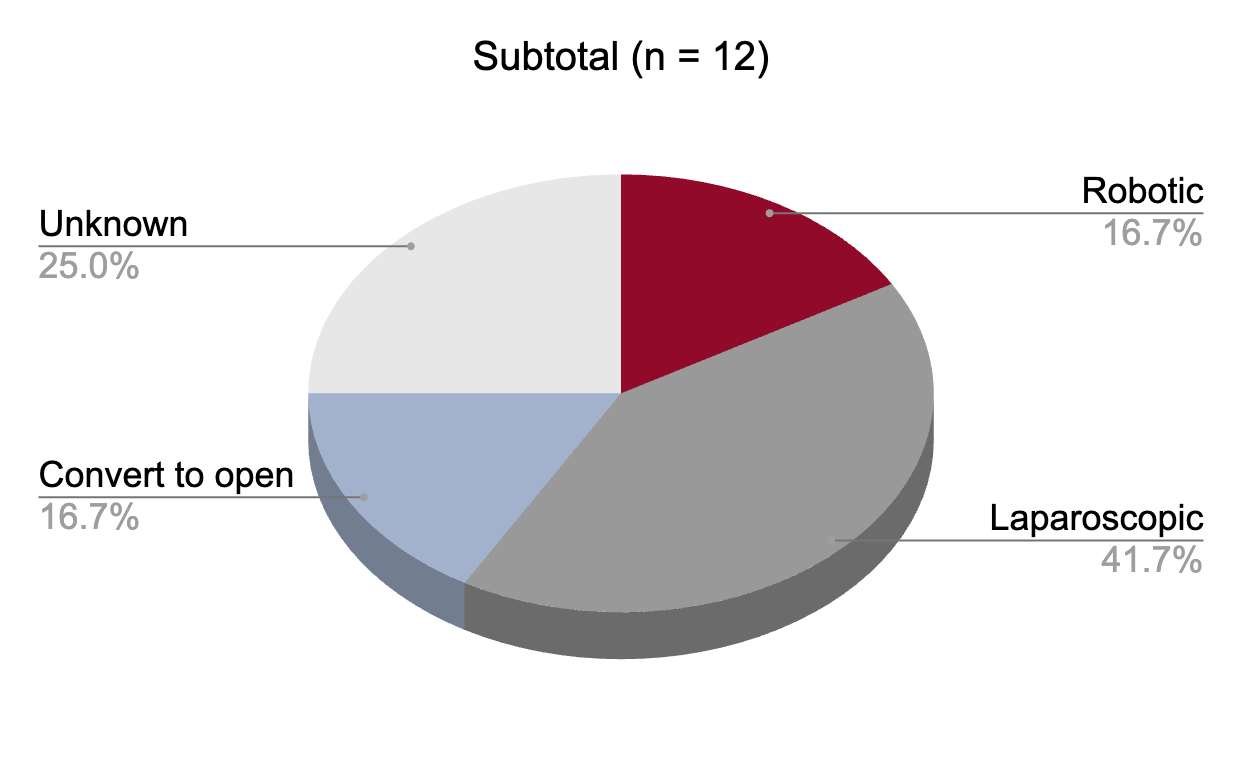 Subtotal (n = 12)
Robotic
16.7%
Unknown
25.0%
Convert to open
16.7%
Laparoscopic
41.7%